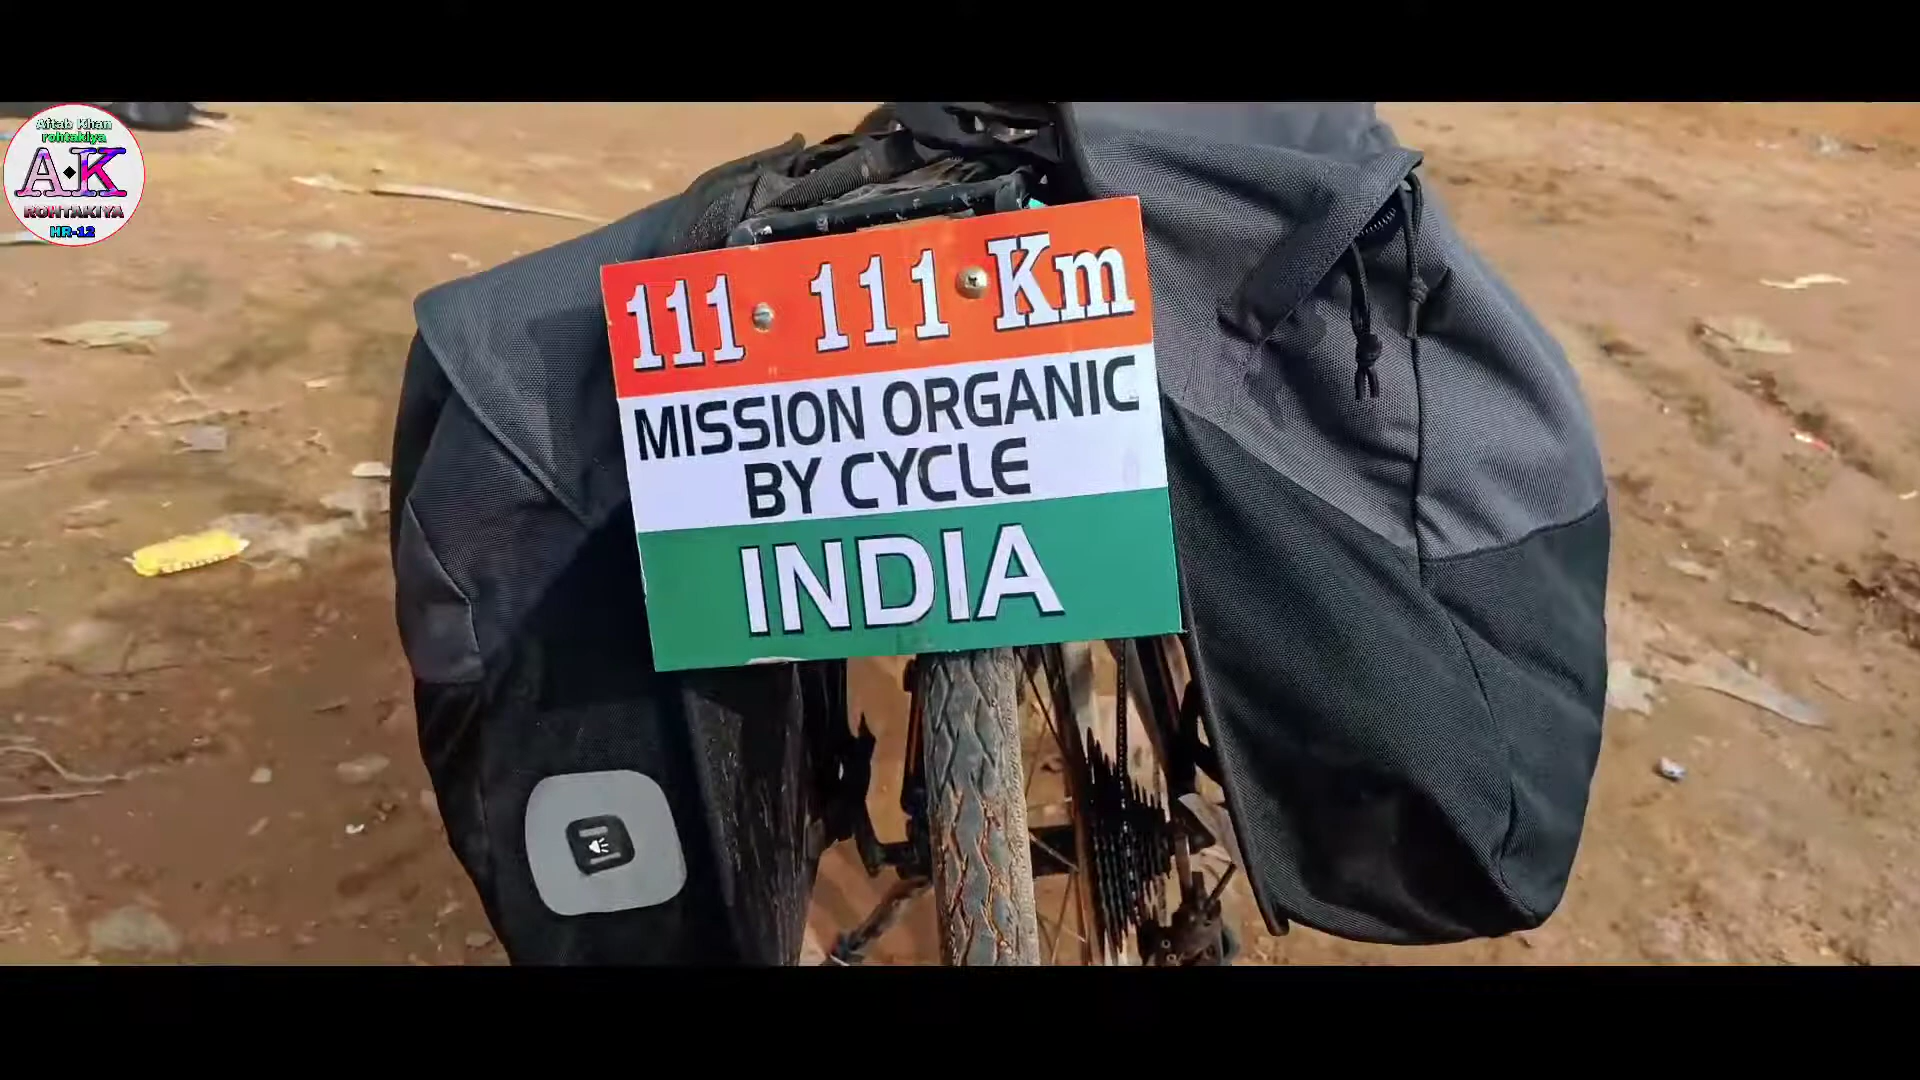 Aftab Khan
rohtakiya
A.K
ROHTAKIYA
HR-12
111 111 Km
MISSION ORGANIC
BY CYCLE
INDIA